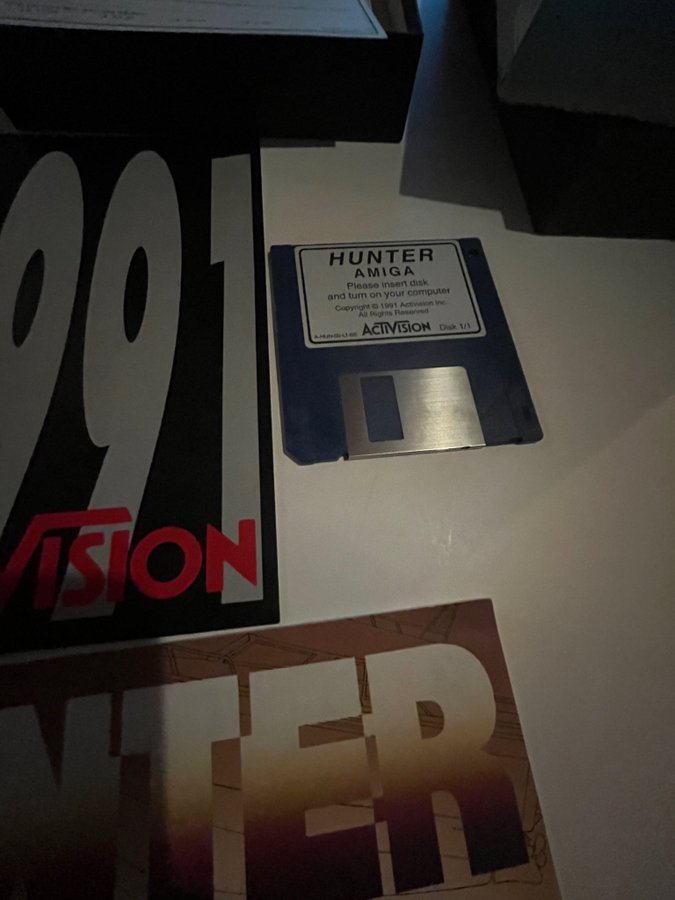 991
VISION
HUNTER
AMIGA
Please insert disk
and turn on your computer
Copyright © 1991 Activision Inc.
All Rights Reserved
ACTIVISION Disk 1/1
NTER